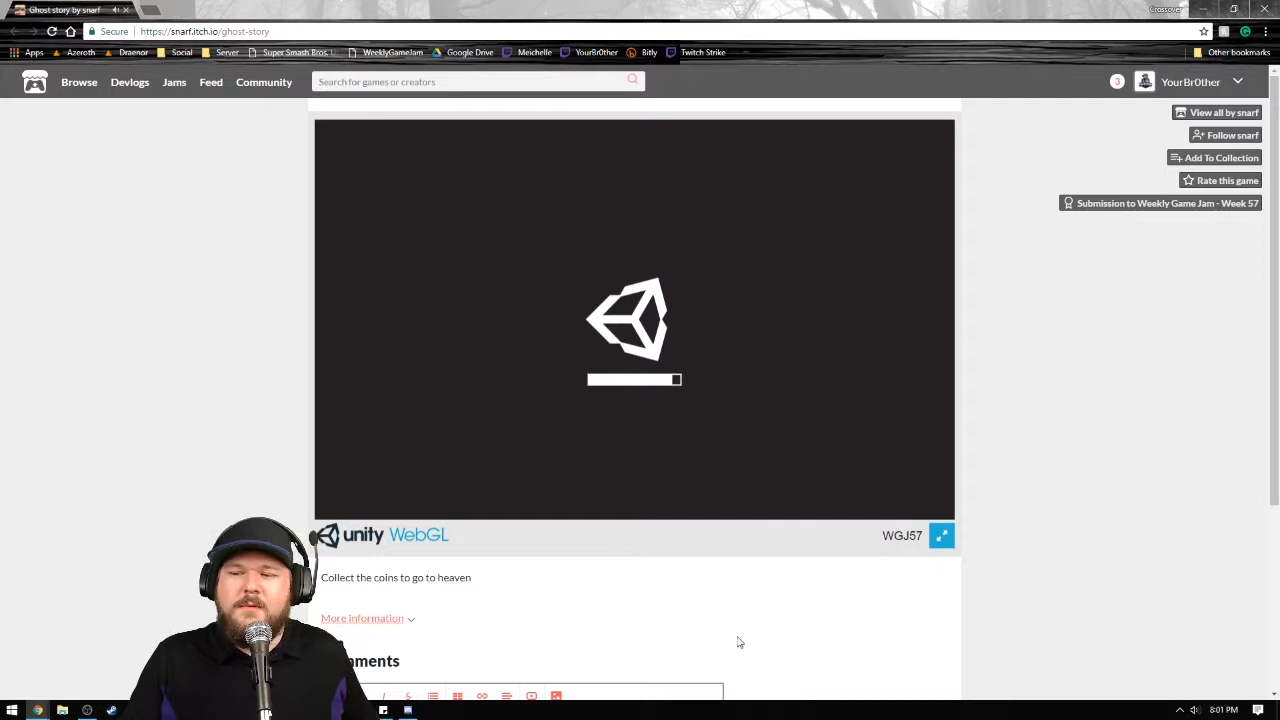 Ghost story by snarf
Crossover
Secure https://snarf.itch.io/ghost-story
Apps Azeroth Draenor Social Server Super Smash Bros. U WeeklyGameJam Google Drive Meichelle YourBr0ther Bitly Twitch Strike Other bookmarks
Browse Devlogs Jams Feed Community Search for games or creators 3 YourBr0ther
View all by snarf
Follow snarf
Add To Collection
Rate this game
Submission to Weekly Game Jam - Week 57
unity WebGL WGJ57
Collect the coins to go to heaven
More information
mments
8:01 PM